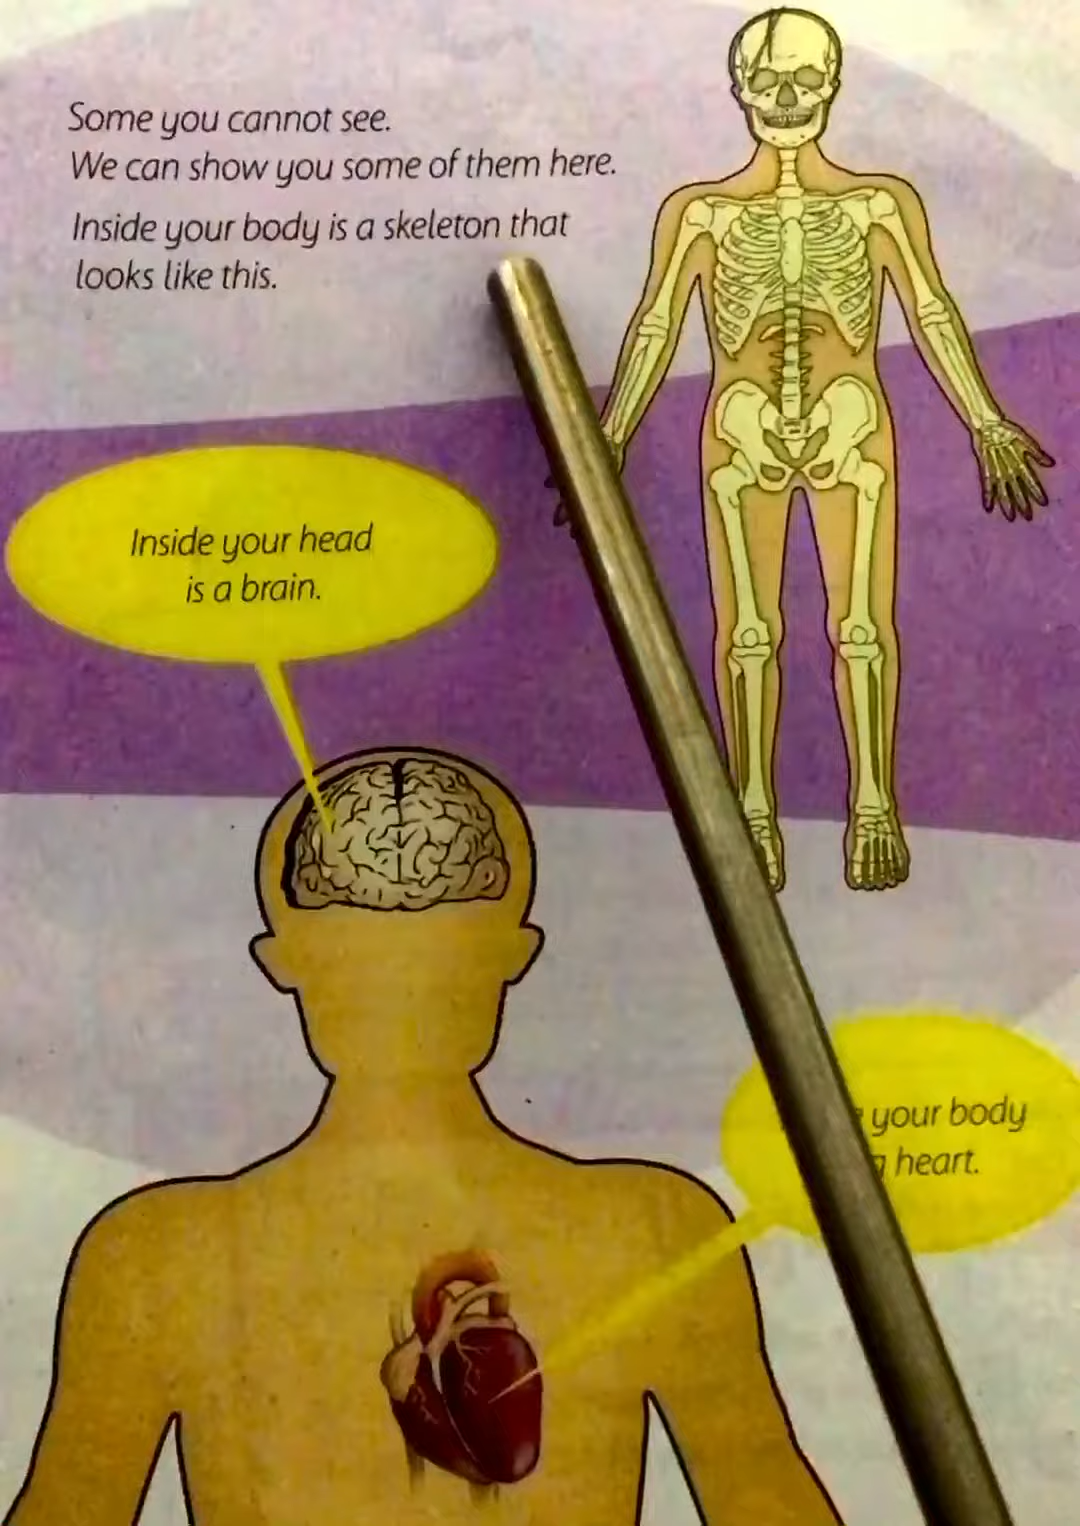 Some you cannot see.
We can show you some of them here.
Inside your body is a skeleton that
looks like this.
Inside your head
is a brain.
your body
heart.